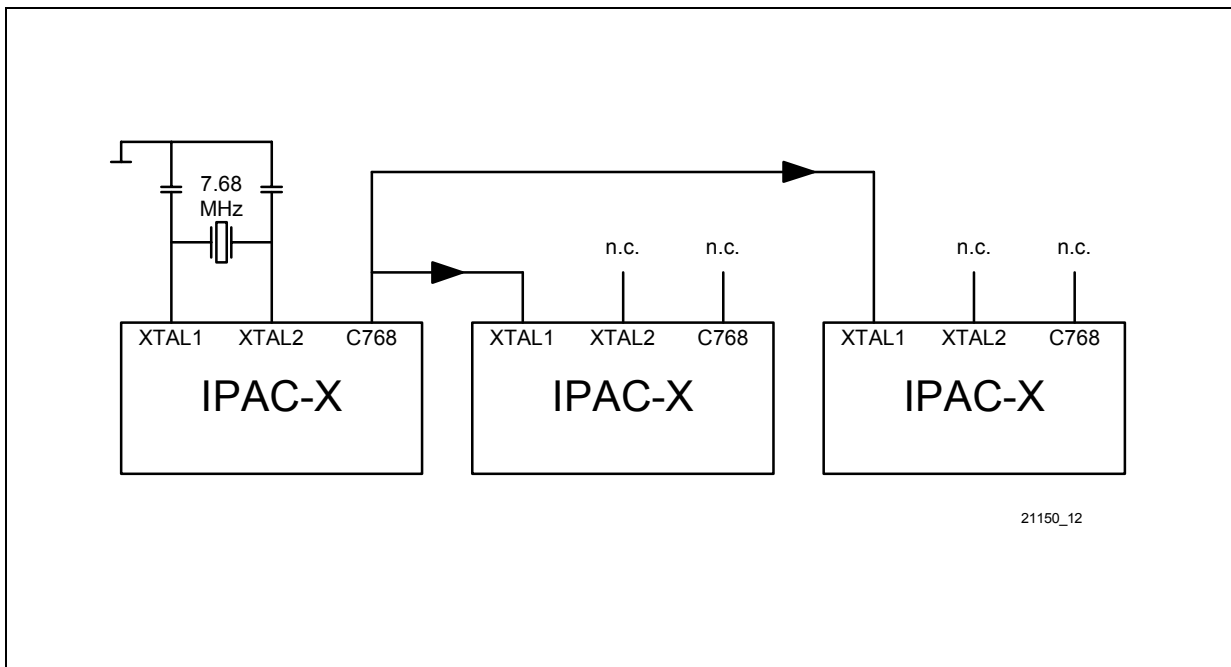 7.68
MHz
n.c. n.c. n.c. n.c.
XTAL1 XTAL2 C768 XTAL1 XTAL2 C768 XTAL1 XTAL2 C768
IPAC-X IPAC-X IPAC-X
21150_12